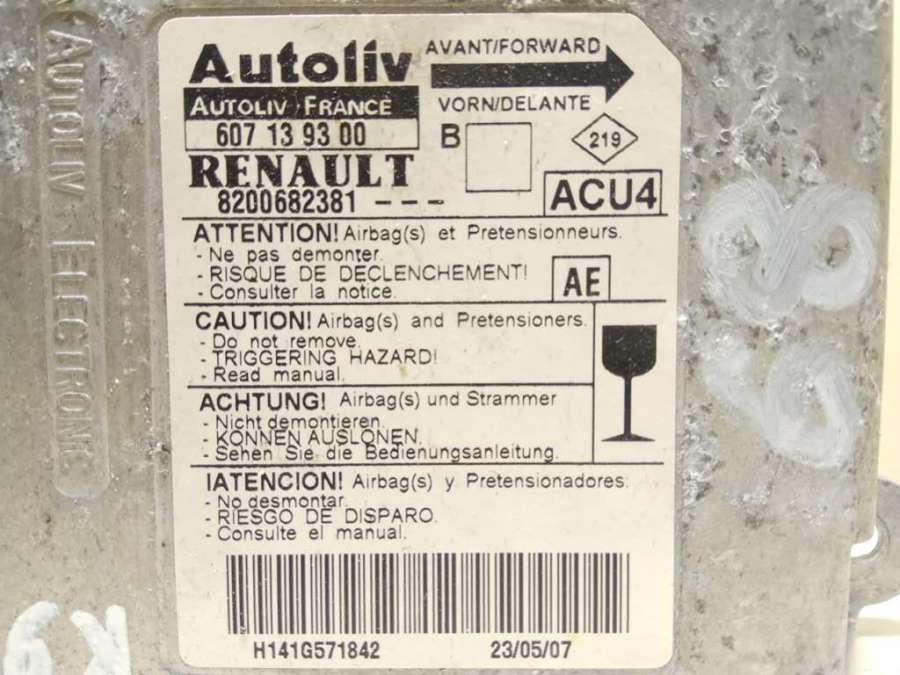 Autoliv
AVANT/FORWARD
AUTOLIV FRANCE
VORN/DELANTE
607 13 93 00
B
219
RENAULT
8200682381 ---
ACU4
ATTENTION! Airbag(s) et Pretensionneurs.
- Ne pas demonter.
- RISQUE DE DECLENCHEMENT!
- Consulter la notice.
AE
CAUTION! Airbag(s) and Pretensioners.
- Do not remove.
- TRIGGERING HAZARD!
- Read manual.
ACHTUNG! Airbag(s) und Strammer
- Nicht demontieren.
- KONNEN AUSLONEN.
- Sehen Sie die Bedienungsanleitung.
IATENCION! Airbag(s) y Pretensionadores.
- No desmontar.
- RIESGO DE DISPARO.
- Consulte el manual.
H141G571842 23/05/07
AUTOLIV ELECTRONIC